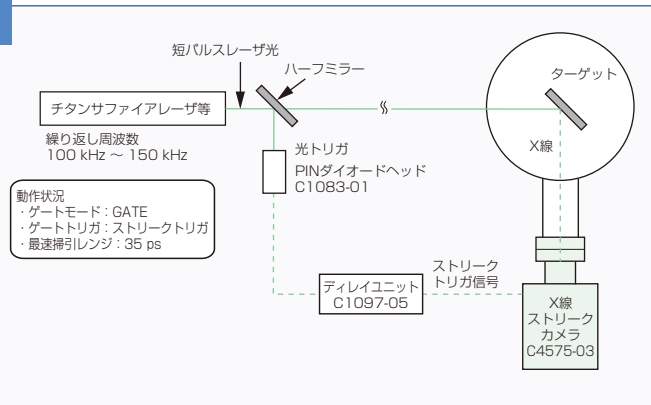 短パルスレーザ光
ハーフミラー
ターゲット
チタンサファイアレーザ等
X線
繰り返し周波数
100 kHz ～ 150 kHz
光トリガ
PINダイオードヘッド
C1083-01
動作状況
・ゲートモード：GATE
・ゲートトリガ：ストリークトリガ
・最速掃引レンジ：35 ps
ストリーク
トリガ信号
ディレイユニット
C1097-05
X線
ストリーク
カメラ
C4575-03